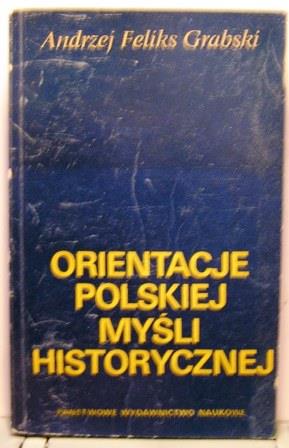 Andrzej Feliks Grabski
ORIENTACJE
POLSKIEJ
MYŚLI
HISTORYCZNEJ
PAŃSTWOWE WYDAWNICTWO NAUKOWE